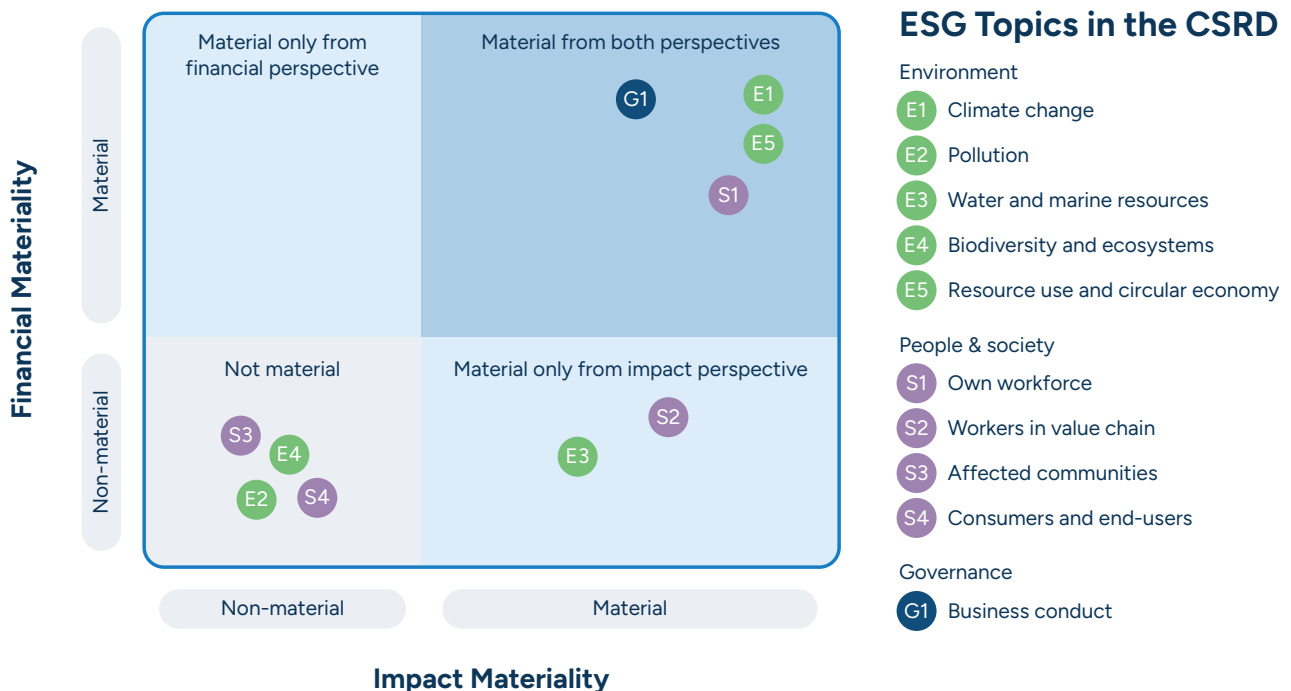 Financial Materiality
Material
Non-material
Material only from
financial perspective
Material from both perspectives
G1
E1
E5
S1
Not material
S3
E4
E2
S4
Material only from impact perspective
S2
E3
Non-material
Material
Impact Materiality
ESG Topics in the CSRD
Environment
E1 Climate change
E2 Pollution
E3 Water and marine resources
E4 Biodiversity and ecosystems
E5 Resource use and circular economy
People & society
S1 Own workforce
S2 Workers in value chain
S3 Affected communities
S4 Consumers and end-users
Governance
G1 Business conduct